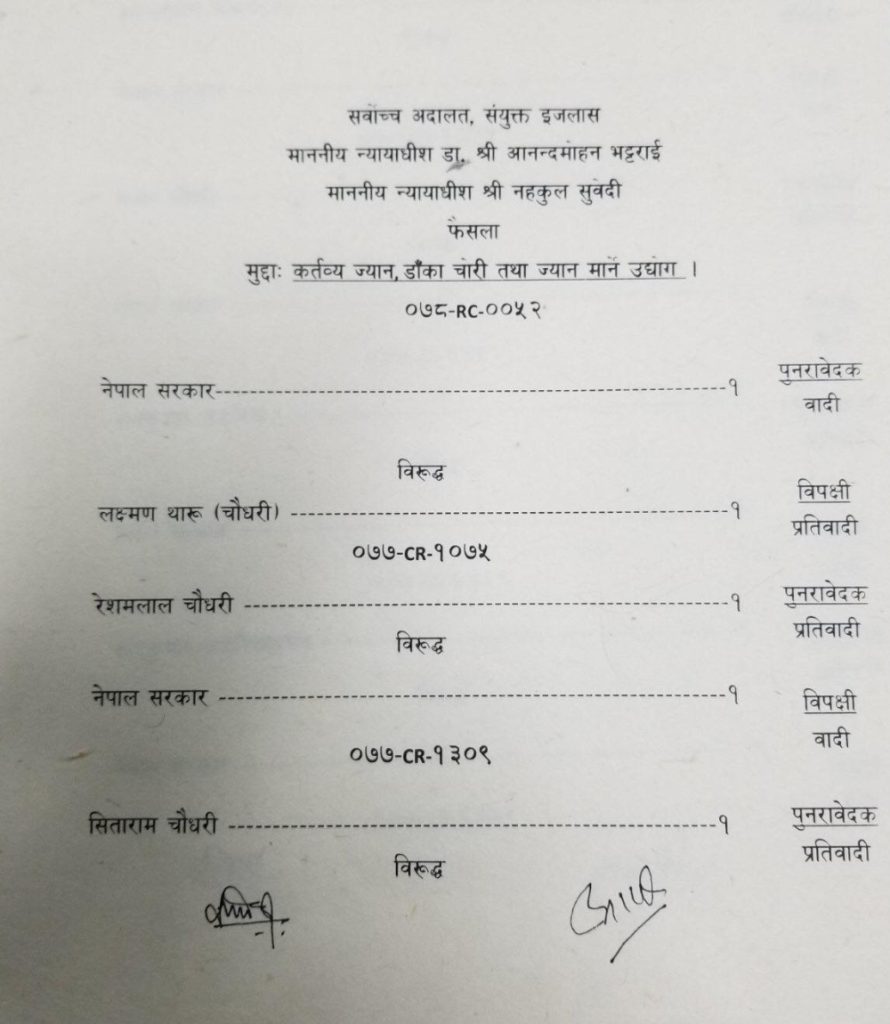 सर्वोच्च अदालत, संयुक्त इजलास
माननीय न्यायाधीश डा. श्री आनन्दमोहन भट्टराई
माननीय न्यायाधीश श्री नहकुल सुवेदी
फैसला
मुद्दाः कर्तव्य ज्यान, डाँका चोरी तथा ज्यान मार्ने उद्योग ।
०७८-RC-००५२
नेपाल सरकार---------------------------------------------------------१ पुनरावेदक
वादी
विरूद्ध
लक्ष्मण थारू (चौधरी) -------------------------------------------------१ विपक्षी
प्रतिवादी
०७७-CR-१०७५
रेशमलाल चौधरी ------------------------------------------------------१ पुनरावेदक
प्रतिवादी
विरूद्ध
नेपाल सरकार ---------------------------------------------------------१ विपक्षी
वादी
०७७-CR-१३०९
सिताराम चौधरी -------------------------------------------------------१ पुनरावेदक
प्रतिवादी
विरूद्ध